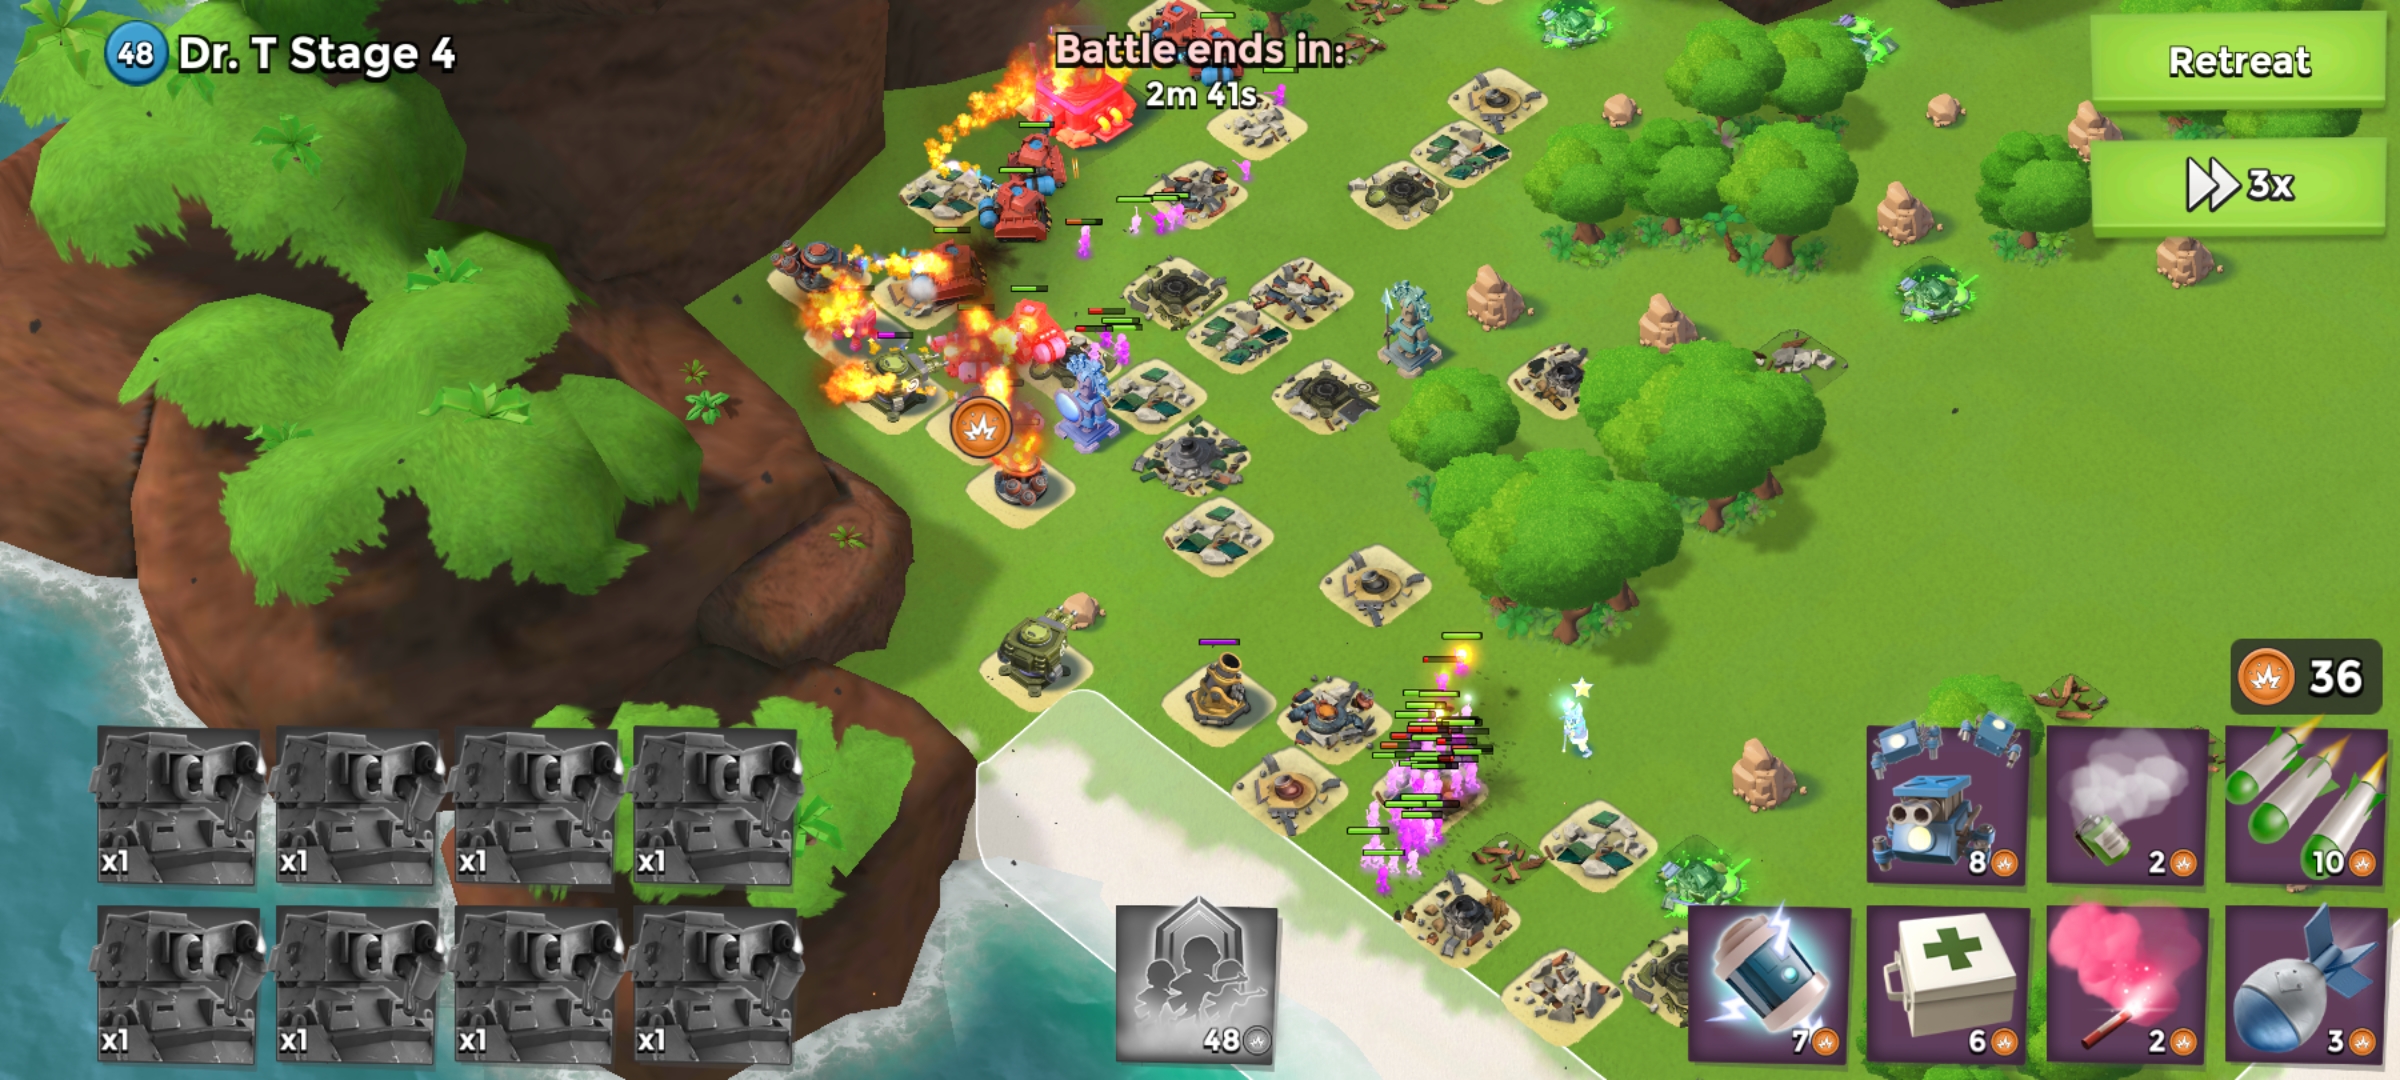 48 Dr. T Stage 4
Battle ends in:
2m 41s
Retreat
3x
36
x1 x1 x1 x1
8 2 10
x1 x1 x1 x1
48
7 6 2 3